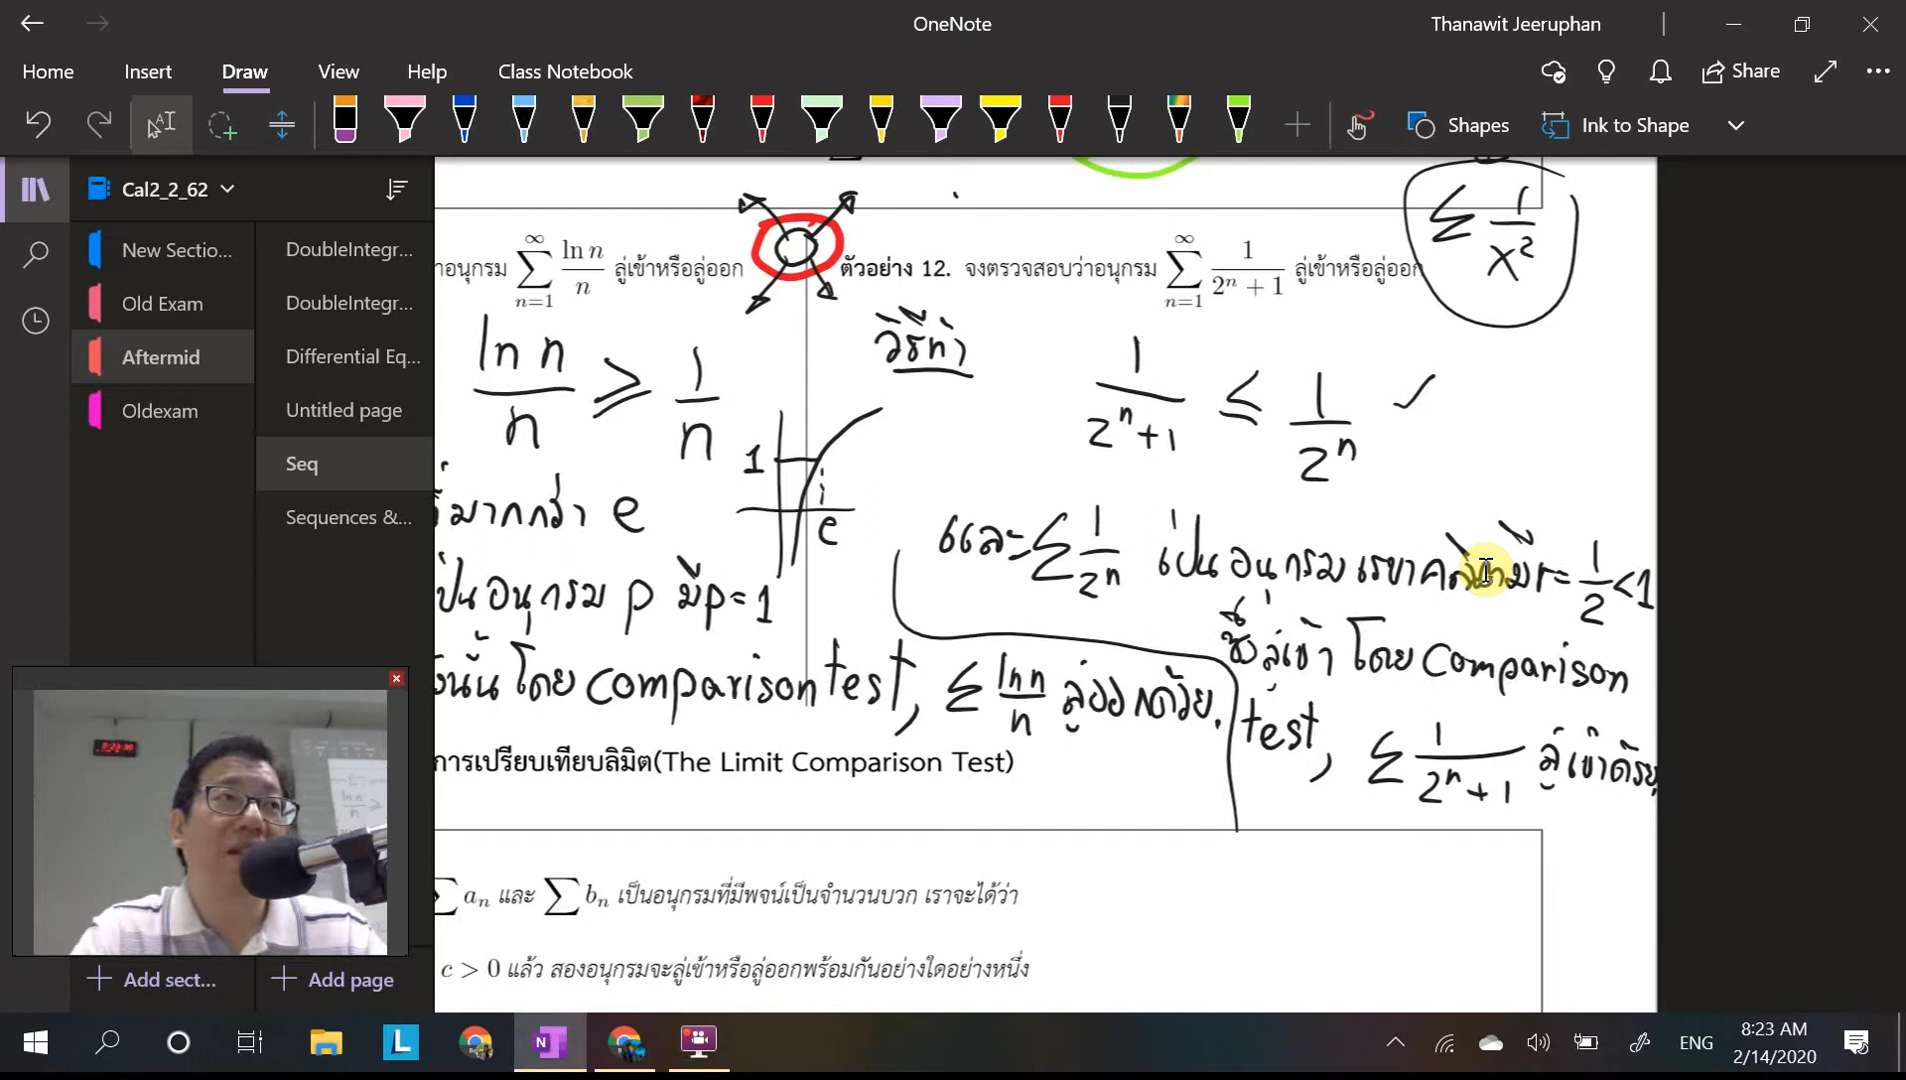 OneNote
Thanawit Jeeruphan
Home Insert Draw View Help Class Notebook
Share
Shapes
Ink to Shape
Cal2_2_62
New Sectio...
Old Exam
Aftermid
Oldexam
DoubleIntegr...
DoubleIntegr...
Differential Eq...
Untitled page
Seq
Sequences &...
าอนุกรม ∑_{n=1}^{∞} ln n / n ลู่เข้าหรือลู่ออก
ตัวอย่าง 12. จงตรวจสอบว่าอนุกรม ∑_{n=1}^{∞} 1/(2^n + 1) ลู่เข้าหรือลู่ออก
∑ 1/x^2
ln n / n ≥ 1/n
1
e
มากกว่า e
เป็นอนุกรม p มี p = 1
ดังนั้น โดย comparison test, ∑ ln n / n ลู่ออกด้วย.
วิธีทำ
1/(2^n + 1) ≤ 1/2^n ✓
และ ∑ 1/2^n เป็นอนุกรมเรขาคณิตที่มี r = 1/2 < 1
ซึ่งลู่เข้า โดย comparison
test, ∑ 1/(2^n + 1) ลู่เข้าด้วย.
การเปรียบเทียบลิมิต(The Limit Comparison Test)
∑ a_n และ ∑ b_n เป็นอนุกรมที่มีพจน์เป็นจำนวนบวก เราจะได้ว่า
c > 0 แล้ว สองอนุกรมจะลู่เข้าหรือลู่ออกพร้อมกันอย่างใดอย่างหนึ่ง
Add sect...
Add page
ENG
8:23 AM
2/14/2020